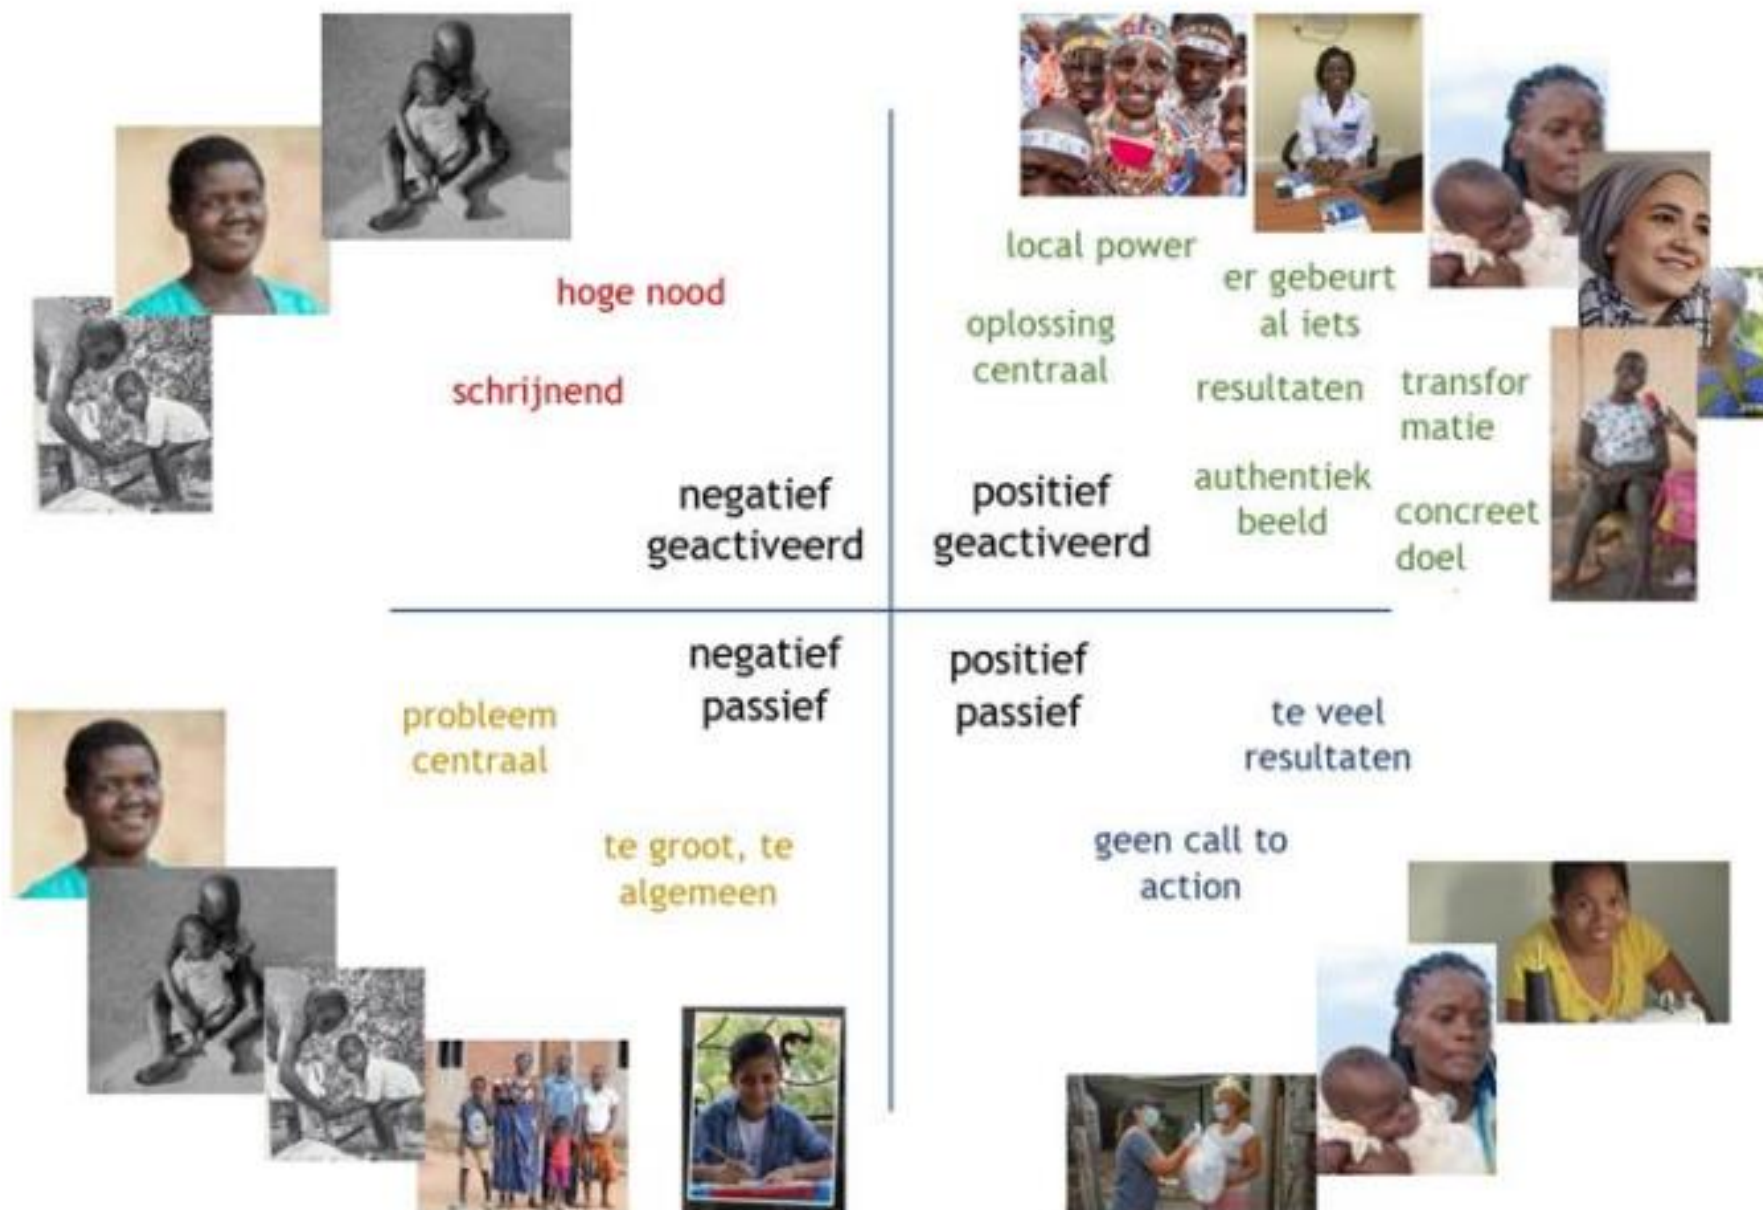 hoge nood
schrijnend
negatief
geactiveerd
local power
er gebeurt
al iets
oplossing
centraal
resultaten
transfor
matie
authentiek
beeld
concreet
doel
positief
geactiveerd
negatief
passief
probleem
centraal
te groot, te
algemeen
positief
passief
te veel
resultaten
geen call to
action